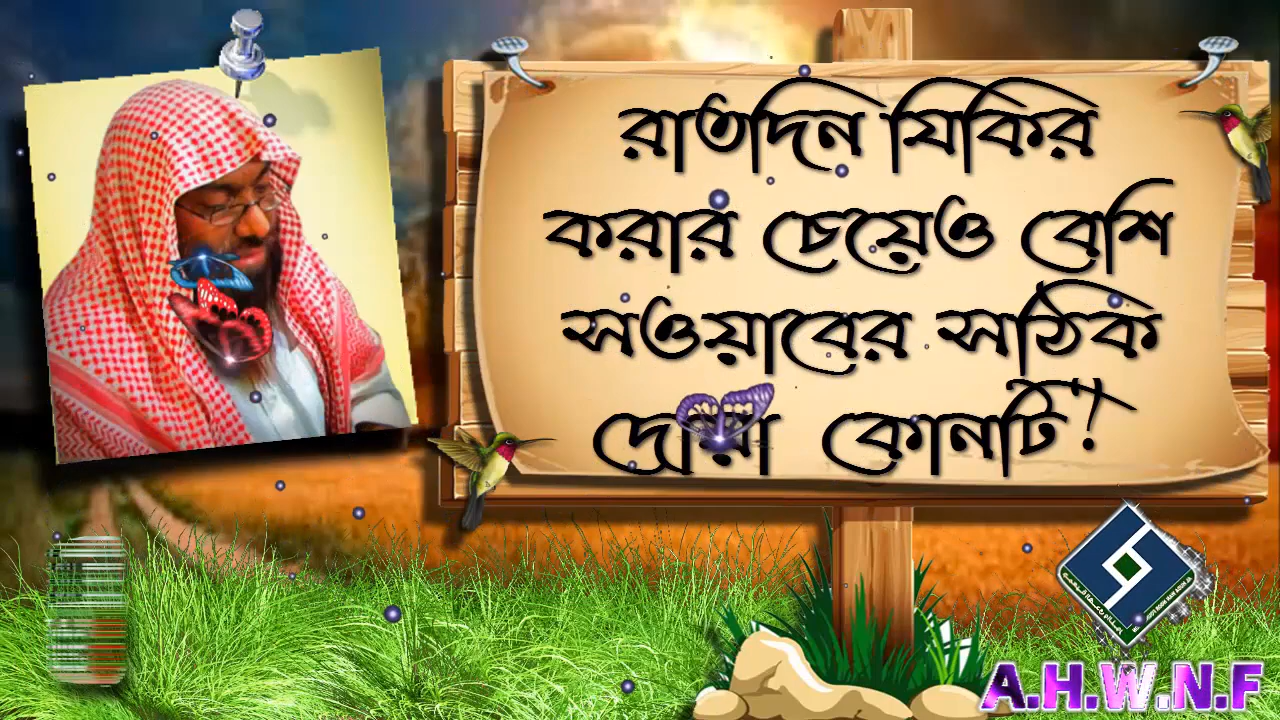 রাতদিন যিকির
করার চেয়েও বেশি
সওয়াবের সঠিক
দোয়া কোনটি?
A.H.W.N.F